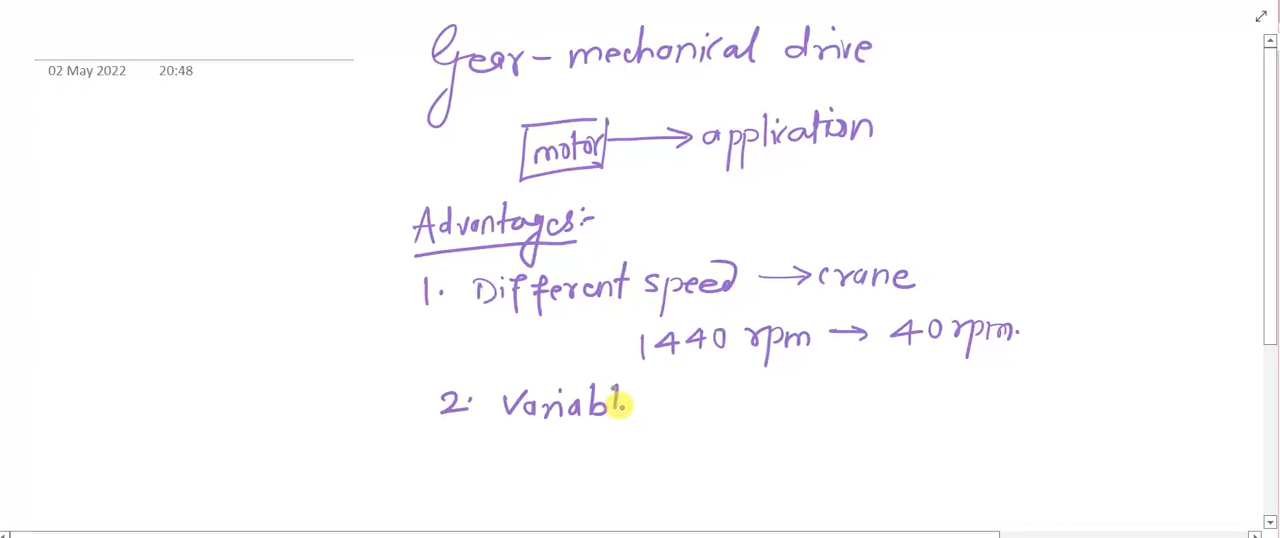 02 May 2022 20:48
Gear - mechanical drive
motor → application
Advantages:-
1. Different speed → crane
1440 rpm → 40 rpm.
2. Variabl